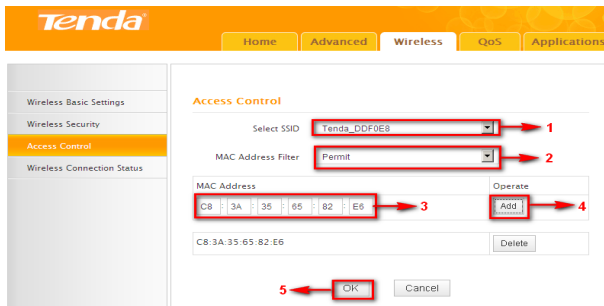 Tenda
Home Advanced Wireless QoS Applications
Wireless Basic Settings
Wireless Security
Access Control
Wireless Connection Status
Access Control
Select SSID Tenda_DDF0E8 1
MAC Address Filter Permit 2
MAC Address Operate
C8 : 3A : 35 : 65 : 82 : E6 3 Add 4
C8:3A:35:65:82:E6 Delete
5 OK Cancel